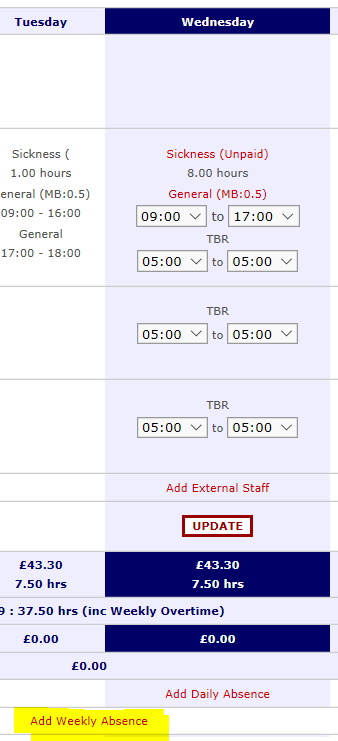 Tuesday Wednesday
Sickness ( Sickness (Unpaid)
1.00 hours 8.00 hours
eneral (MB:0.5) General (MB:0.5)
09:00 - 16:00 09:00 to 17:00
General TBR
17:00 - 18:00 05:00 to 05:00
TBR
05:00 to 05:00
TBR
05:00 to 05:00
Add External Staff
UPDATE
£43.30 £43.30
7.50 hrs 7.50 hrs
9 : 37.50 hrs (inc Weekly Overtime)
£0.00 £0.00
£0.00
Add Daily Absence
Add Weekly Absence